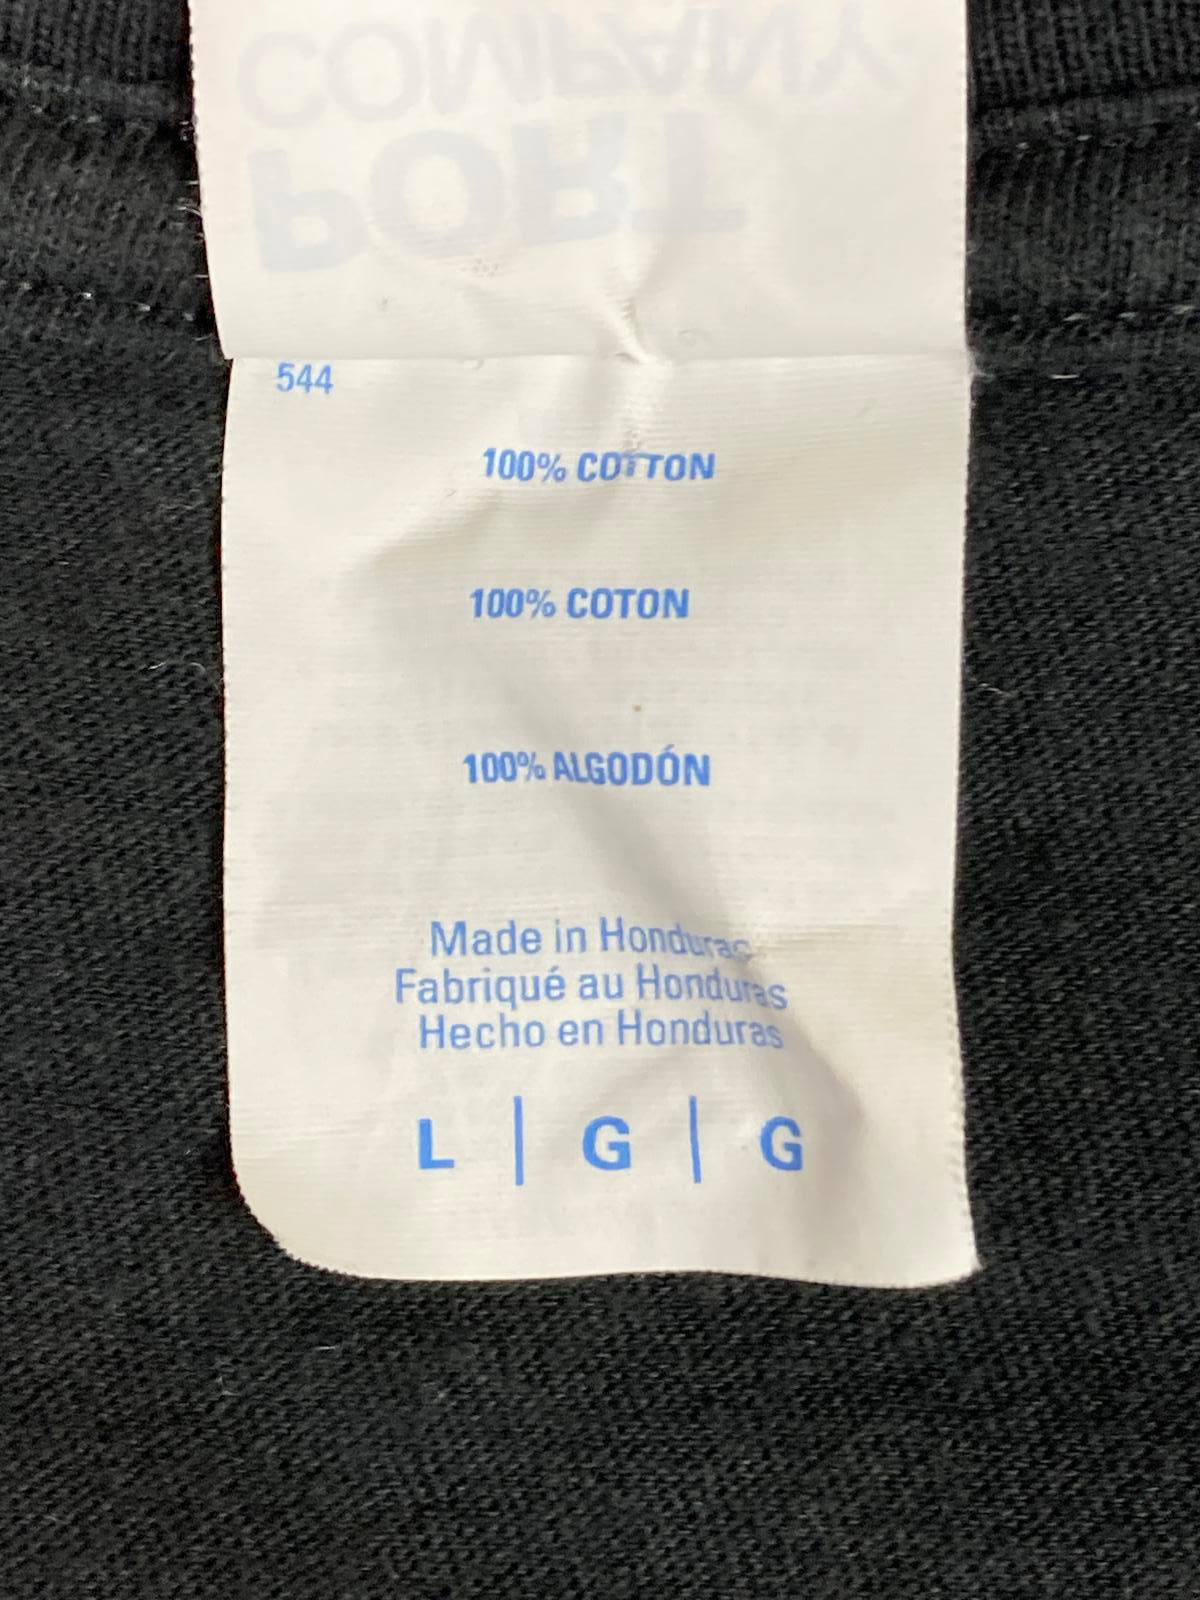 COMPANY
PORT
544
100% COTTON
100% COTON
100% ALGODÓN
Made in Honduras
Fabriqué au Honduras
Hecho en Honduras
L | G | G